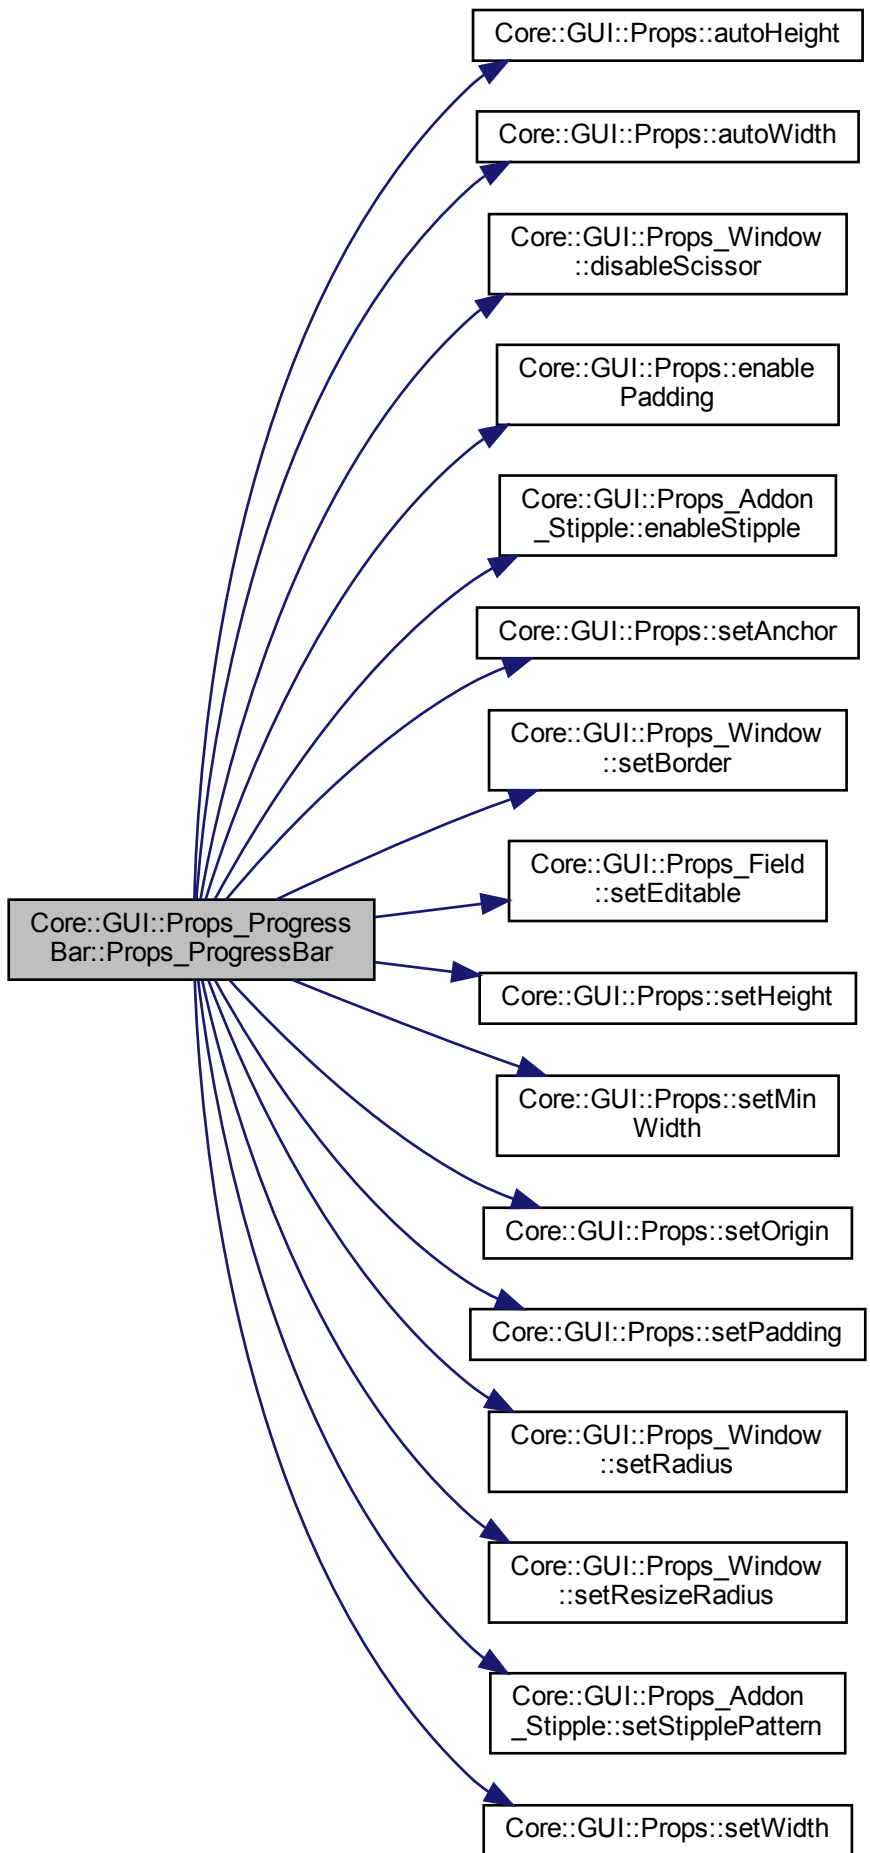 Core::GUI::Props::autoHeight
Core::GUI::Props::autoWidth
Core::GUI::Props_Window
::disableScissor
Core::GUI::Props::enable
Padding
Core::GUI::Props_Addon
_Stipple::enableStipple
Core::GUI::Props::setAnchor
Core::GUI::Props_Window
::setBorder
Core::GUI::Props_Field
::setEditable
Core::GUI::Props_Progress
Bar::Props_ProgressBar
Core::GUI::Props::setHeight
Core::GUI::Props::setMin
Width
Core::GUI::Props::setOrigin
Core::GUI::Props::setPadding
Core::GUI::Props_Window
::setRadius
Core::GUI::Props_Window
::setResizeRadius
Core::GUI::Props_Addon
_Stipple::setStipplePattern
Core::GUI::Props::setWidth